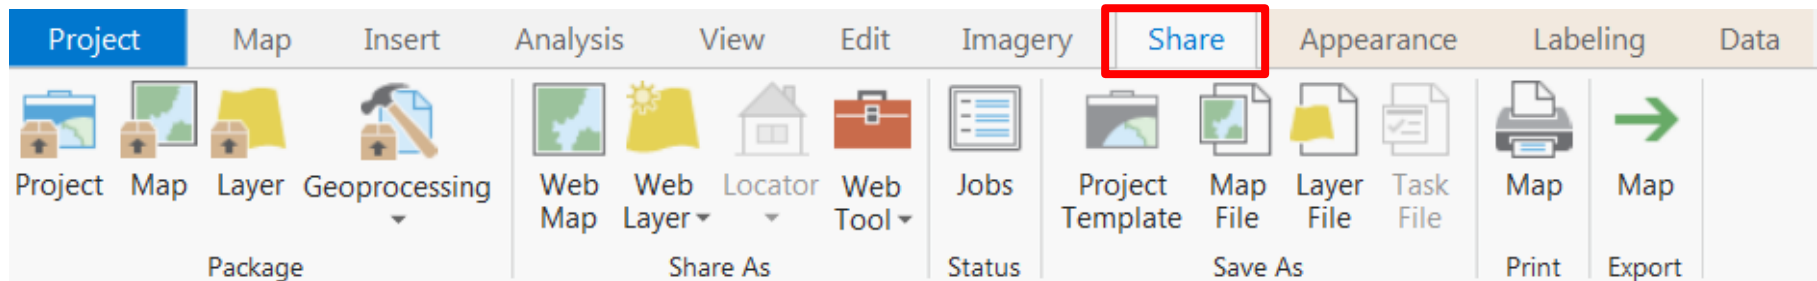 Project Map Insert Analysis View Edit Imagery Share Appearance Labeling Data
Project Map Layer Geoprocessing Web Web Locator Web Jobs Project Map Layer Task Map Map
Map Layer Tool Template File File File
Package Share As Status Save As Print Export